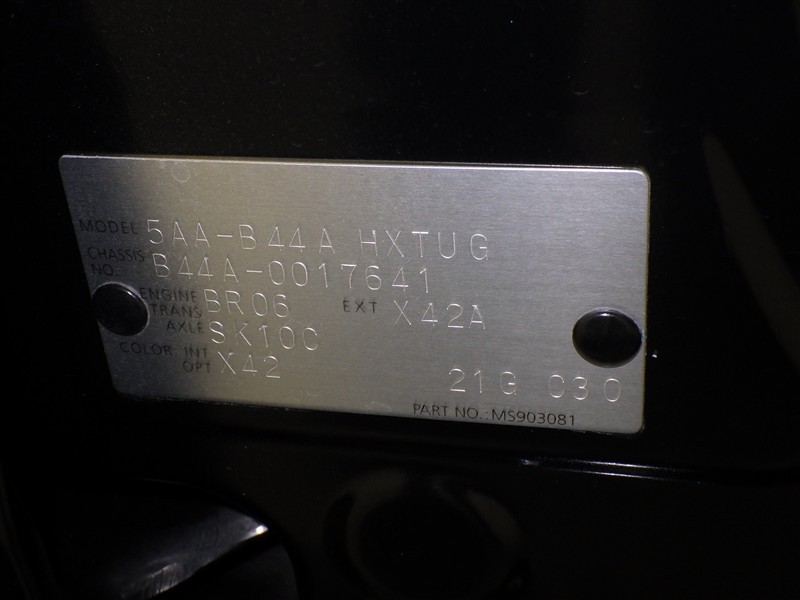 MODEL 5AA-B44A HXTUG
CHASSIS NO. B44A-0017641
ENGINE BR06 EXT X42A
TRANS AXLE SK10C
COLOR INT X42
OPT 21G C30
PART NO.:MS903081